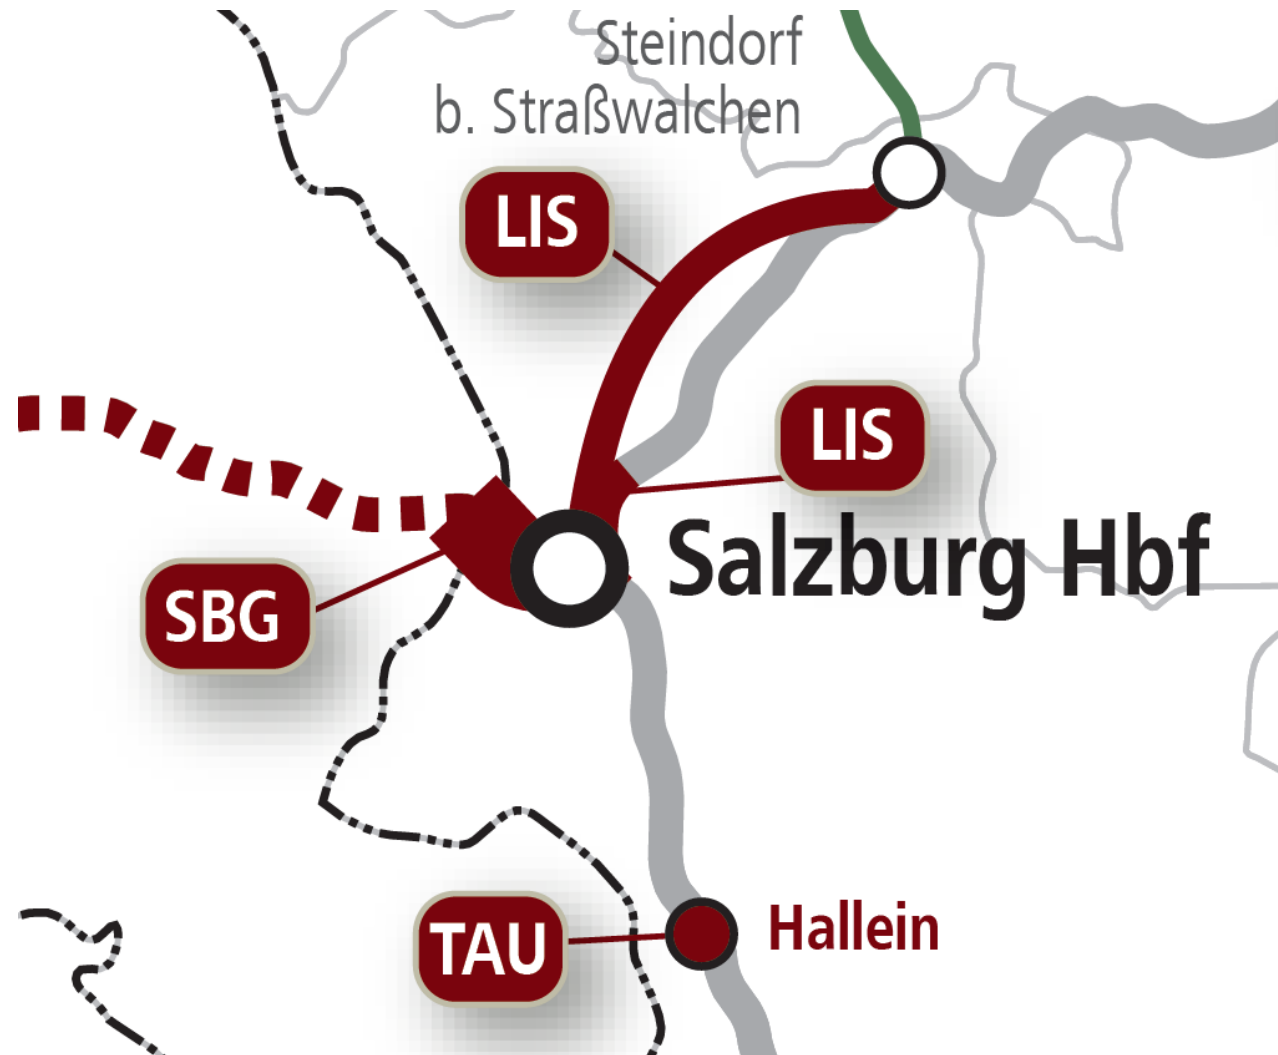 Steindorf
b. Straßwalchen
LIS
LIS
Salzburg Hbf
SBG
TAU
Hallein